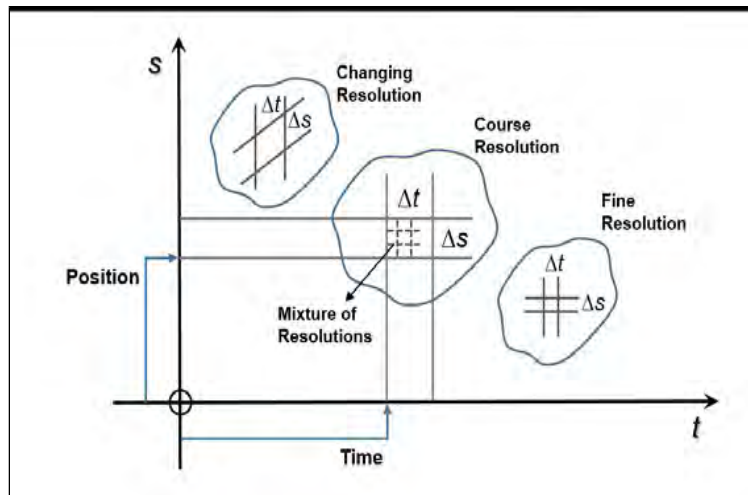 s
Changing
Resolution
Δt
Δs
Course
Resolution
Δt
Δs
Fine
Resolution
Δt
Δs
Position
Mixture of
Resolutions
t
Time